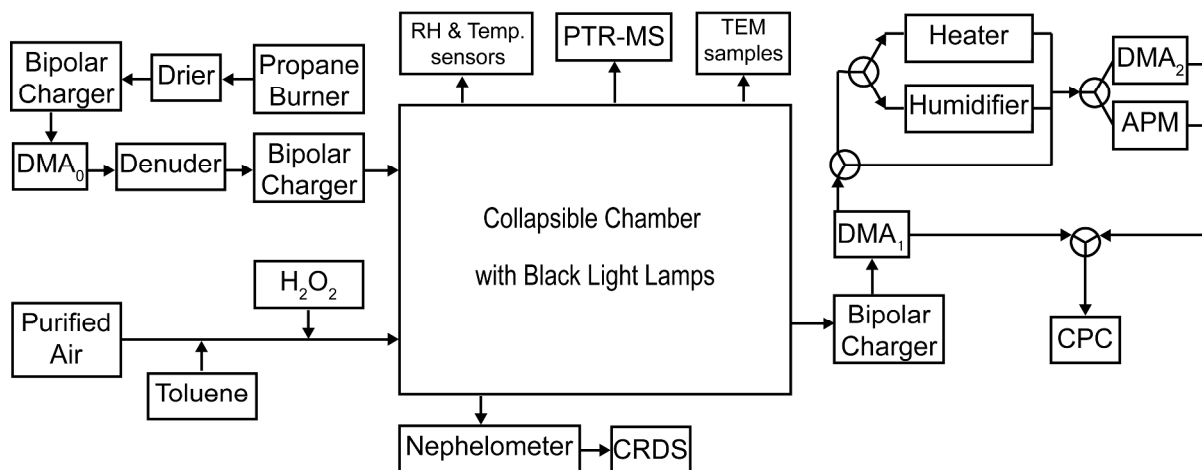 Bipolar
Charger
Drier
Propane
Burner
DMA₀
Denuder
Bipolar
Charger
RH & Temp.
sensors
PTR-MS
TEM
samples
Collapsible Chamber
with Black Light Lamps
H₂O₂
Purified
Air
Toluene
Nephelometer
CRDS
Heater
Humidifier
DMA₂
APM
DMA₁
Bipolar
Charger
CPC